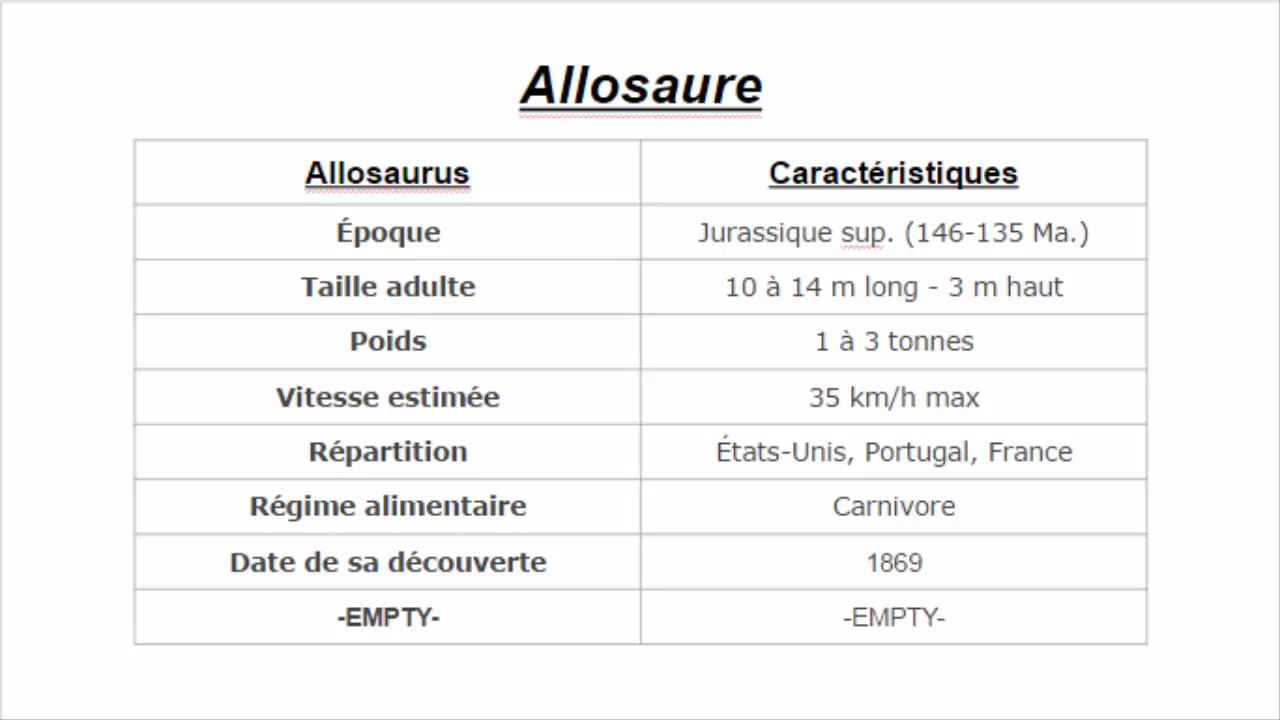 Allosaure
Allosaurus Caractéristiques
Époque Jurassique sup. (146-135 Ma.)
Taille adulte 10 à 14 m long - 3 m haut
Poids 1 à 3 tonnes
Vitesse estimée 35 km/h max
Répartition États-Unis, Portugal, France
Régime alimentaire Carnivore
Date de sa découverte 1869
-EMPTY- -EMPTY-